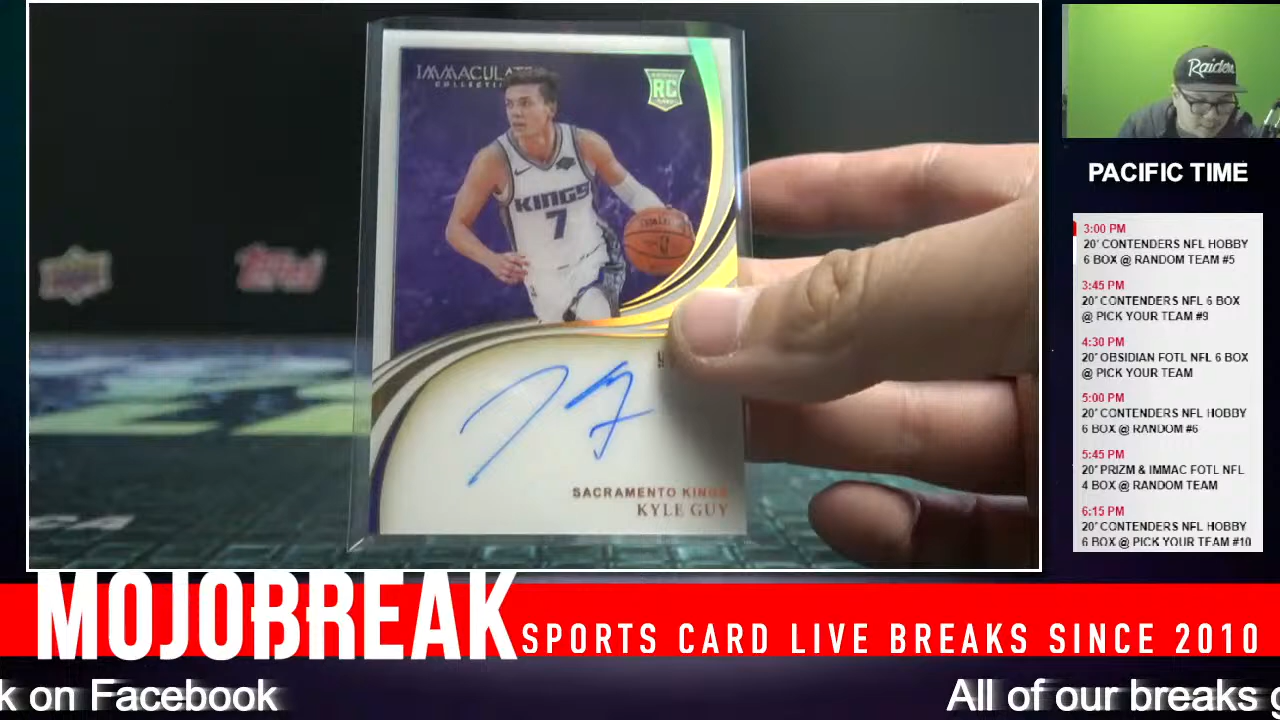 IMMACULATE
COLLECTION
RC
KINGS
7
SACRAMENTO KINGS
KYLE GUY
topps
Raiders
PACIFIC TIME
3:00 PM
20' CONTENDERS NFL HOBBY
6 BOX @ RANDOM TEAM #5
3:45 PM
20' CONTENDERS NFL 6 BOX
@ PICK YOUR TEAM #9
4:30 PM
20' OBSIDIAN FOTL NFL 6 BOX
@ PICK YOUR TEAM
5:00 PM
20' CONTENDERS NFL HOBBY
6 BOX @ RANDOM #6
5:45 PM
20' PRIZM & IMMAC FOTL NFL
4 BOX @ RANDOM TEAM
6:15 PM
20' CONTENDERS NFL HOBBY
6 BOX @ PICK YOUR TEAM #10
MOJOBREAK
SPORTS CARD LIVE BREAKS SINCE 2010
k on Facebook
All of our breaks g